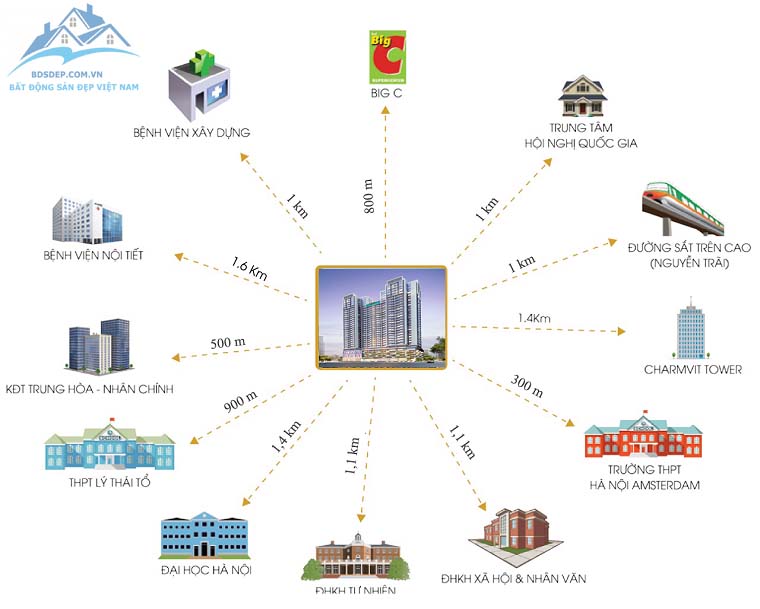 BDSDEP.COM.VN
BẤT ĐỘNG SẢN ĐẸP VIỆT NAM
BỆNH VIỆN XÂY DỰNG
Big
C
SUPERCENTER
BIG C
TRUNG TÂM
HỘI NGHỊ QUỐC GIA
1 km
800 m
1 km
BỆNH VIỆN NỘI TIẾT
1.6 Km
1 km
ĐƯỜNG SẮT TRÊN CAO
(NGUYỄN TRÃI)
500 m
1.4Km
KĐT TRUNG HÒA - NHÂN CHÍNH
CHARMVIT TOWER
900 m
300 m
SCHOOL
THPT LÝ THÁI TỔ
1,4 km
1,1 km
1,1 km
SCHOOL
TRƯỜNG THPT
HÀ NỘI AMSTERDAM
ĐẠI HỌC HÀ NỘI
ĐHKH TỰ NHIÊN
ĐHKH XÃ HỘI & NHÂN VĂN